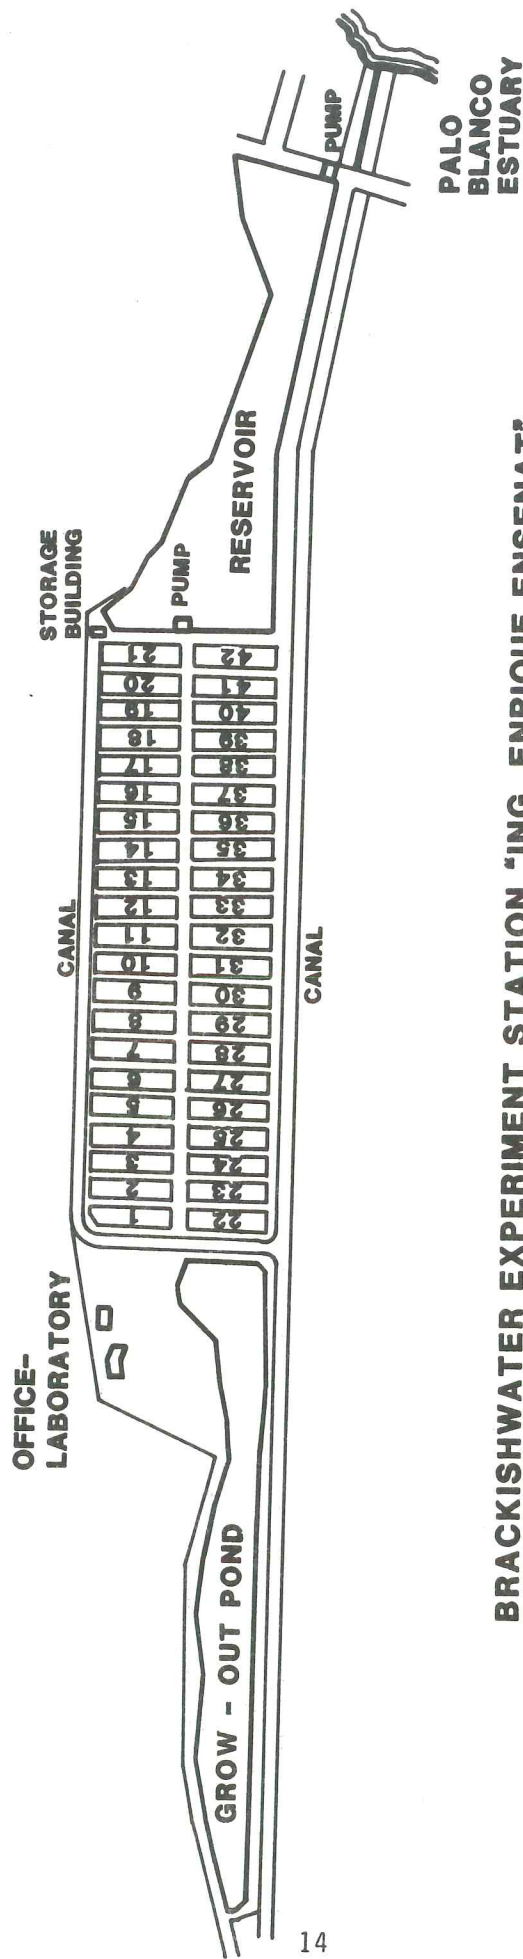 OFFICE-
LABORATORY
STORAGE
BUILDING
CANAL
1 2 3 4 5 6 7 8 9 10 11 12 13 14 15 16 17 18 19 20 21
22 23 24 25 26 27 28 29 30 31 32 33 34 35 36 37 38 39 40 41 42
PUMP
RESERVOIR
PUMP
GROW - OUT POND
CANAL
PALO
BLANCO
ESTUARY
BRACKISHWATER EXPERIMENT STATION "ING. ENRIQUE ENSENAT"
14